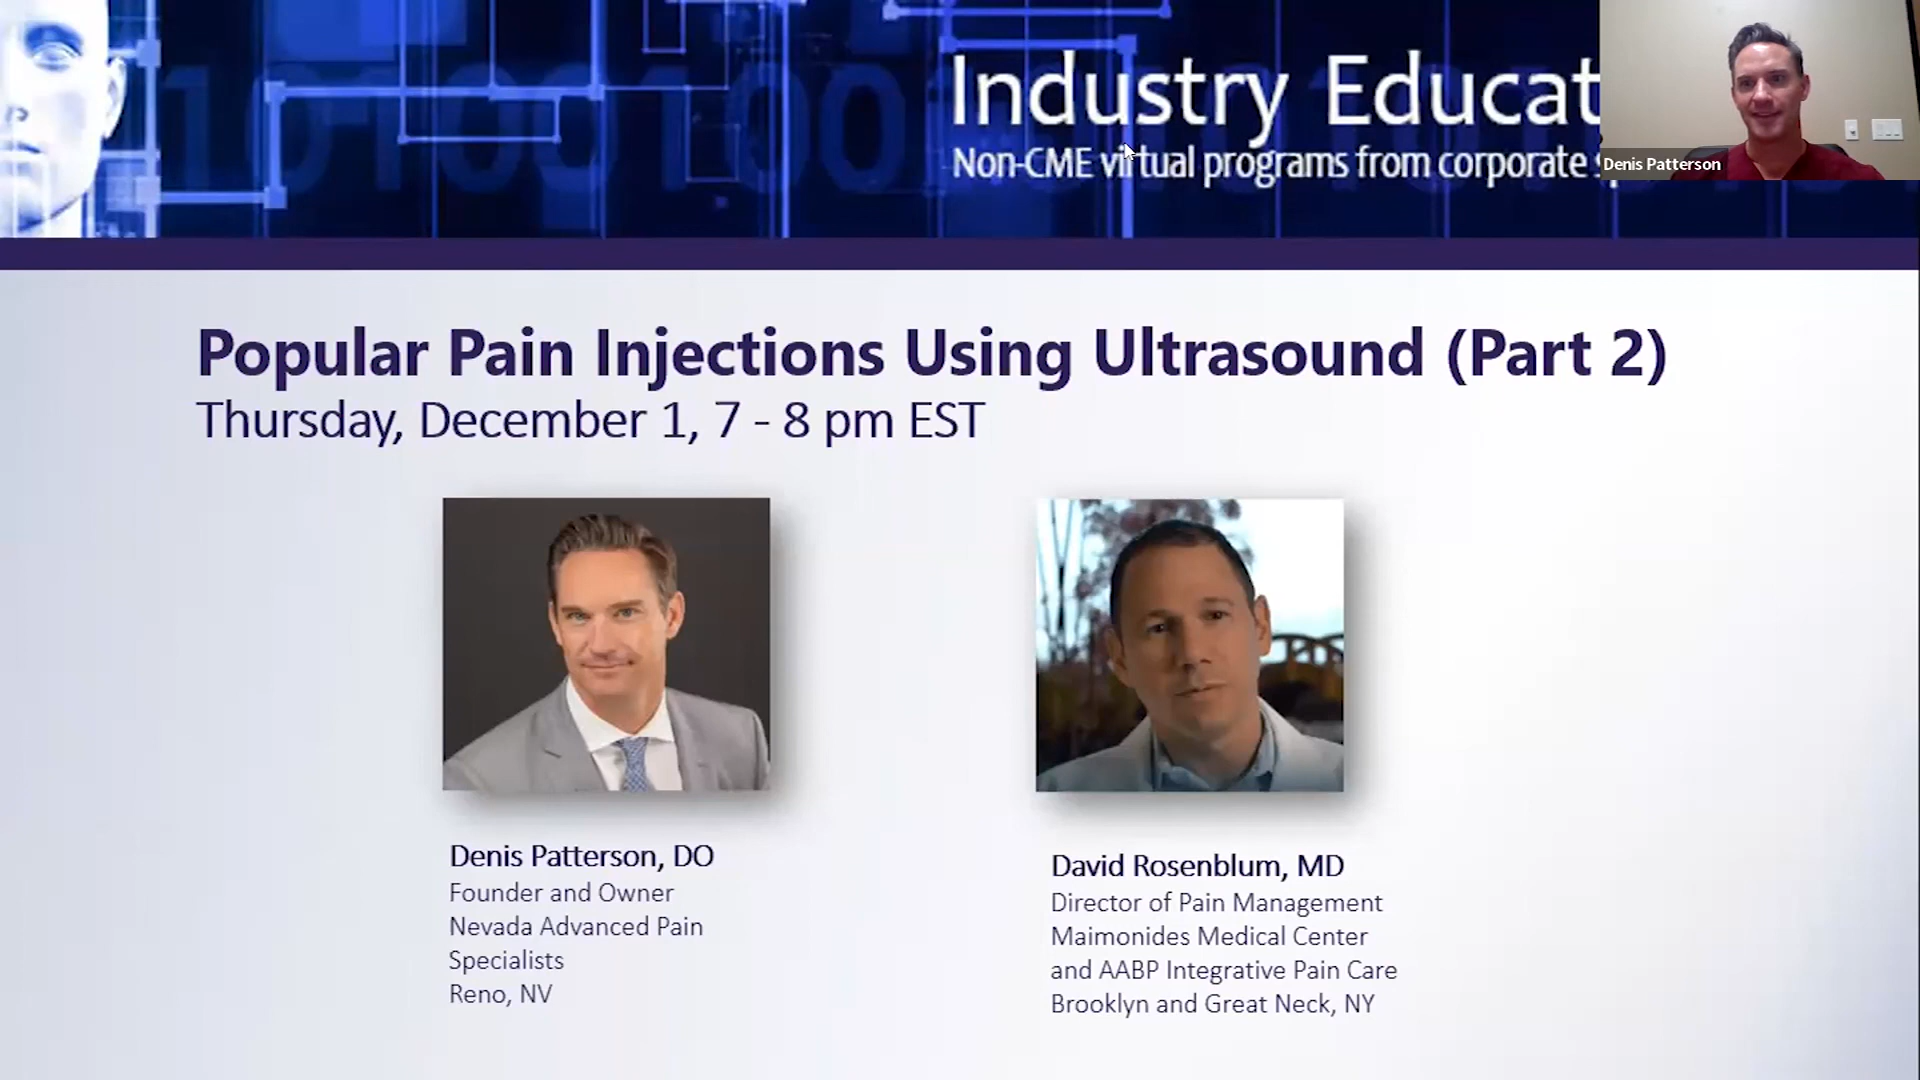 Industry Educat
Non-CME virtual programs from corporate
Denis Patterson
Popular Pain Injections Using Ultrasound (Part 2)
Thursday, December 1, 7 - 8 pm EST
Denis Patterson, DO
Founder and Owner
Nevada Advanced Pain
Specialists
Reno, NV
David Rosenblum, MD
Director of Pain Management
Maimonides Medical Center
and AABP Integrative Pain Care
Brooklyn and Great Neck, NY